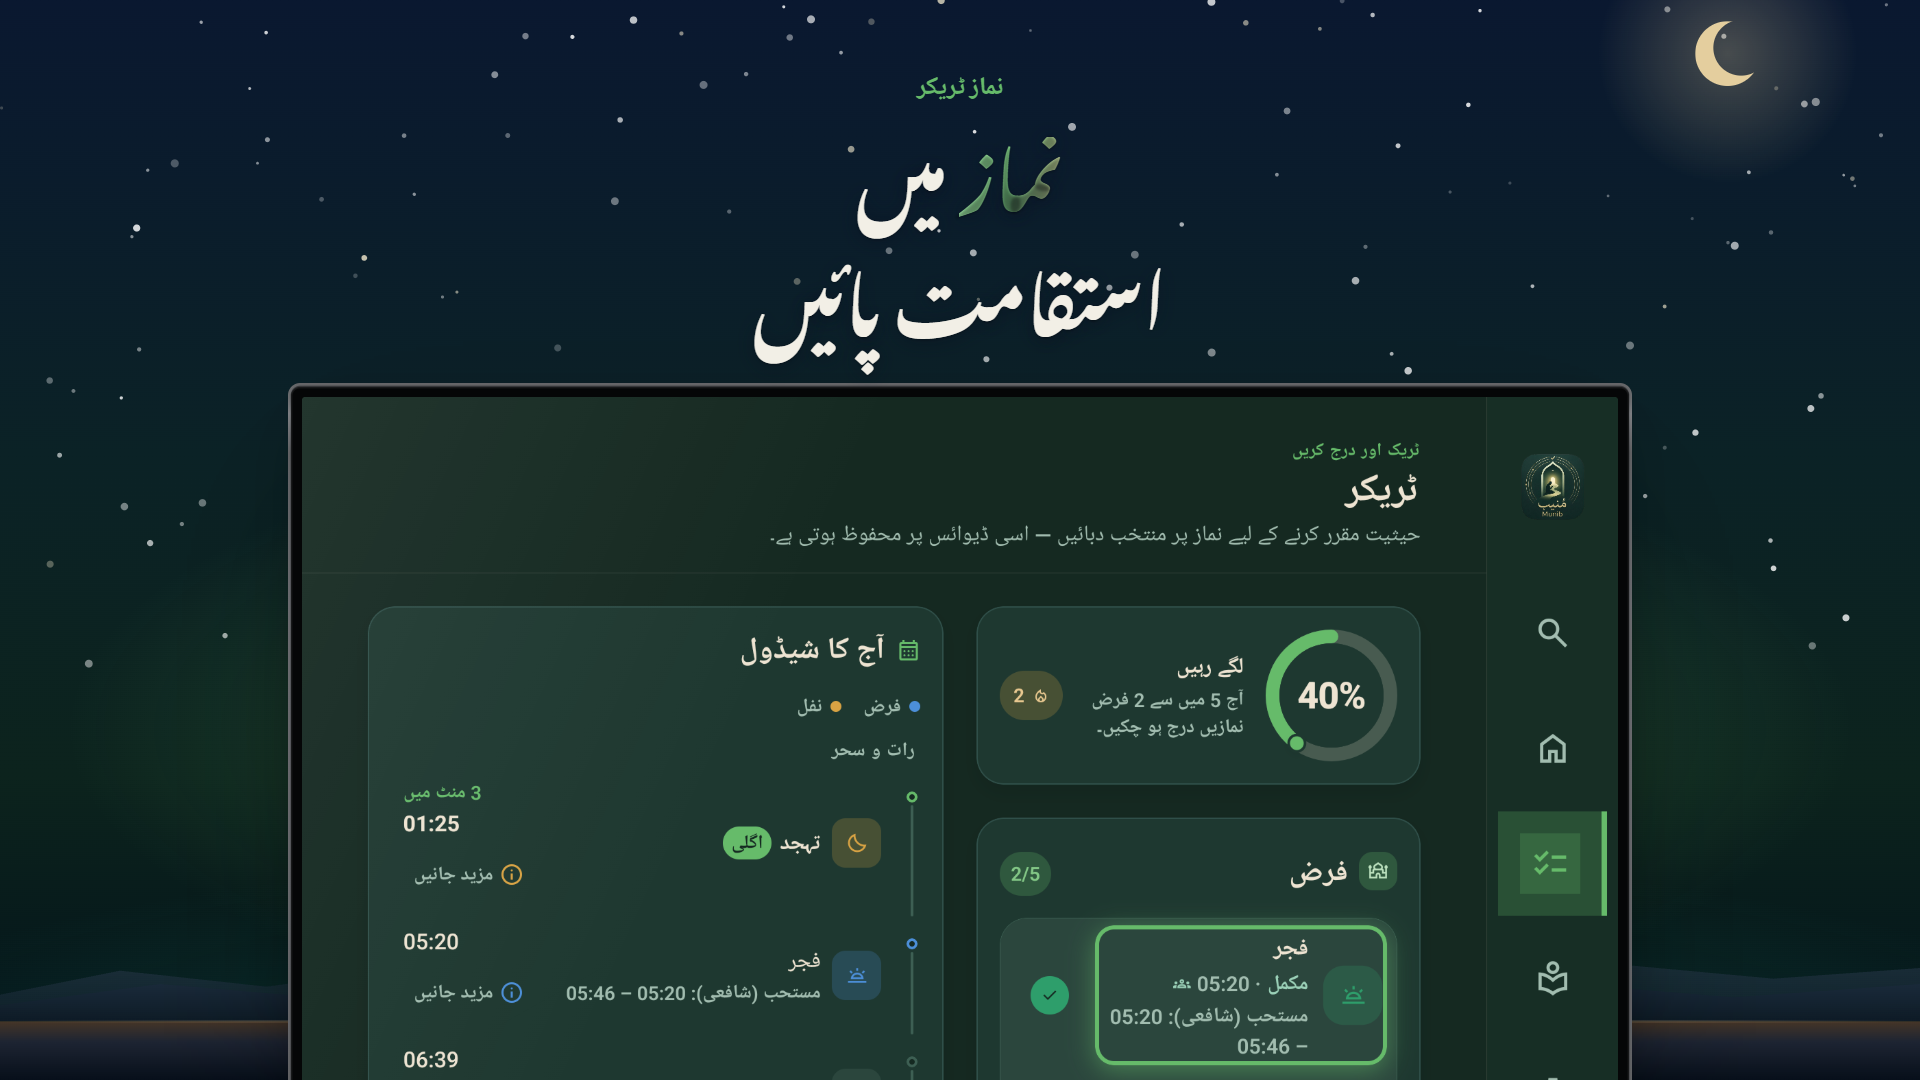 نماز ٹریکر
نماز میں
استقامت پائیں
ٹریک اور درج کریں
ٹریکر
حیثیت مقرر کرنے کے لیے نماز پر منتخب دبائیں — اسی ڈیوائس پر محفوظ ہوتی ہے۔
مُنیب
Munib
40%
لگے رہیں
آج 5 میں سے 2 فرض
نمازیں درج ہو چکیں۔
2
فرض
2/5
فجر
مکمل · 05:20
مستحب (شافعی): 05:20
– 05:46
آج کا شیڈول
فرض
نفل
رات و سحر
تہجد
اگلی
3 منٹ میں
01:25
مزید جانیں
فجر
مستحب (شافعی): 05:20 – 05:46
05:20
مزید جانیں
06:39